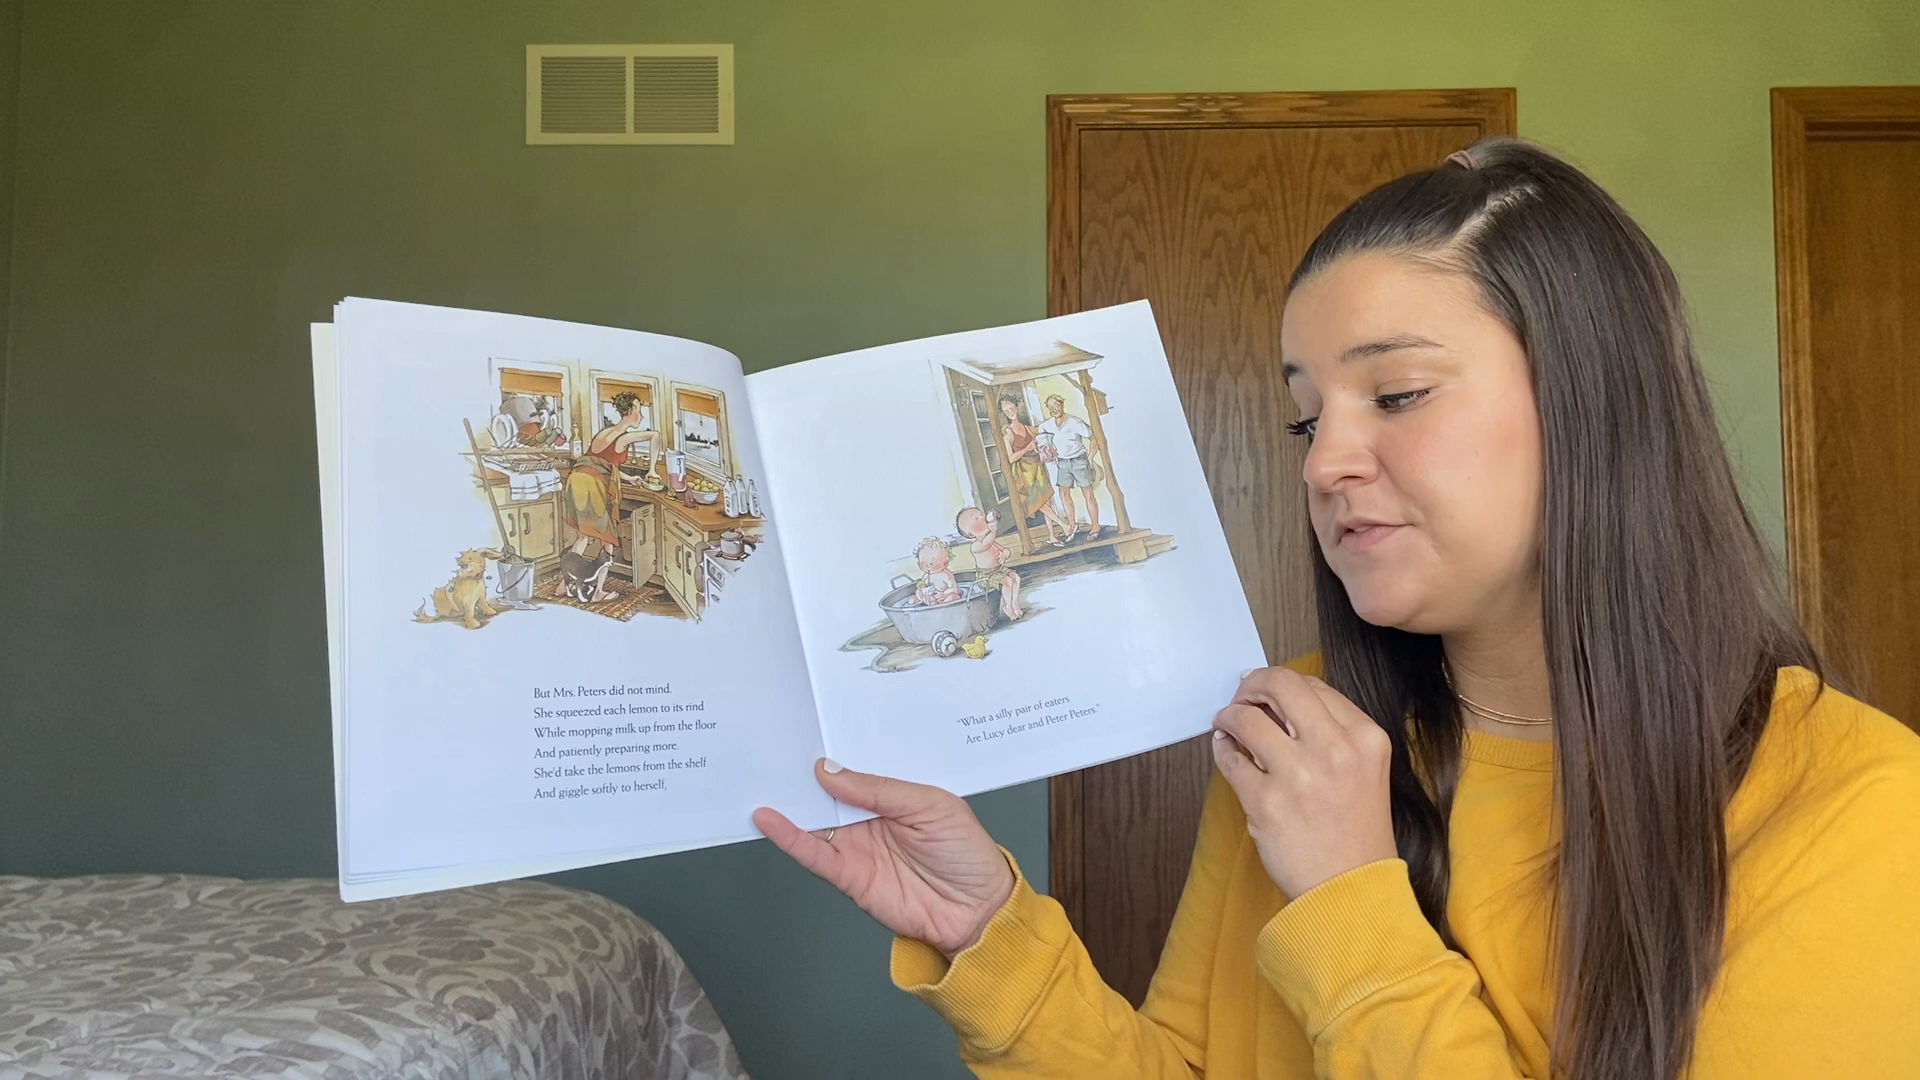 But Mrs. Peters did not mind.
She squeezed each lemon to its rind
While mopping milk up from the floor
And patiently preparing more.
She'd take the lemons from the shelf
And giggle softly to herself,
"What a silly pair of eaters
Are Lucy dear and Peter Peters."